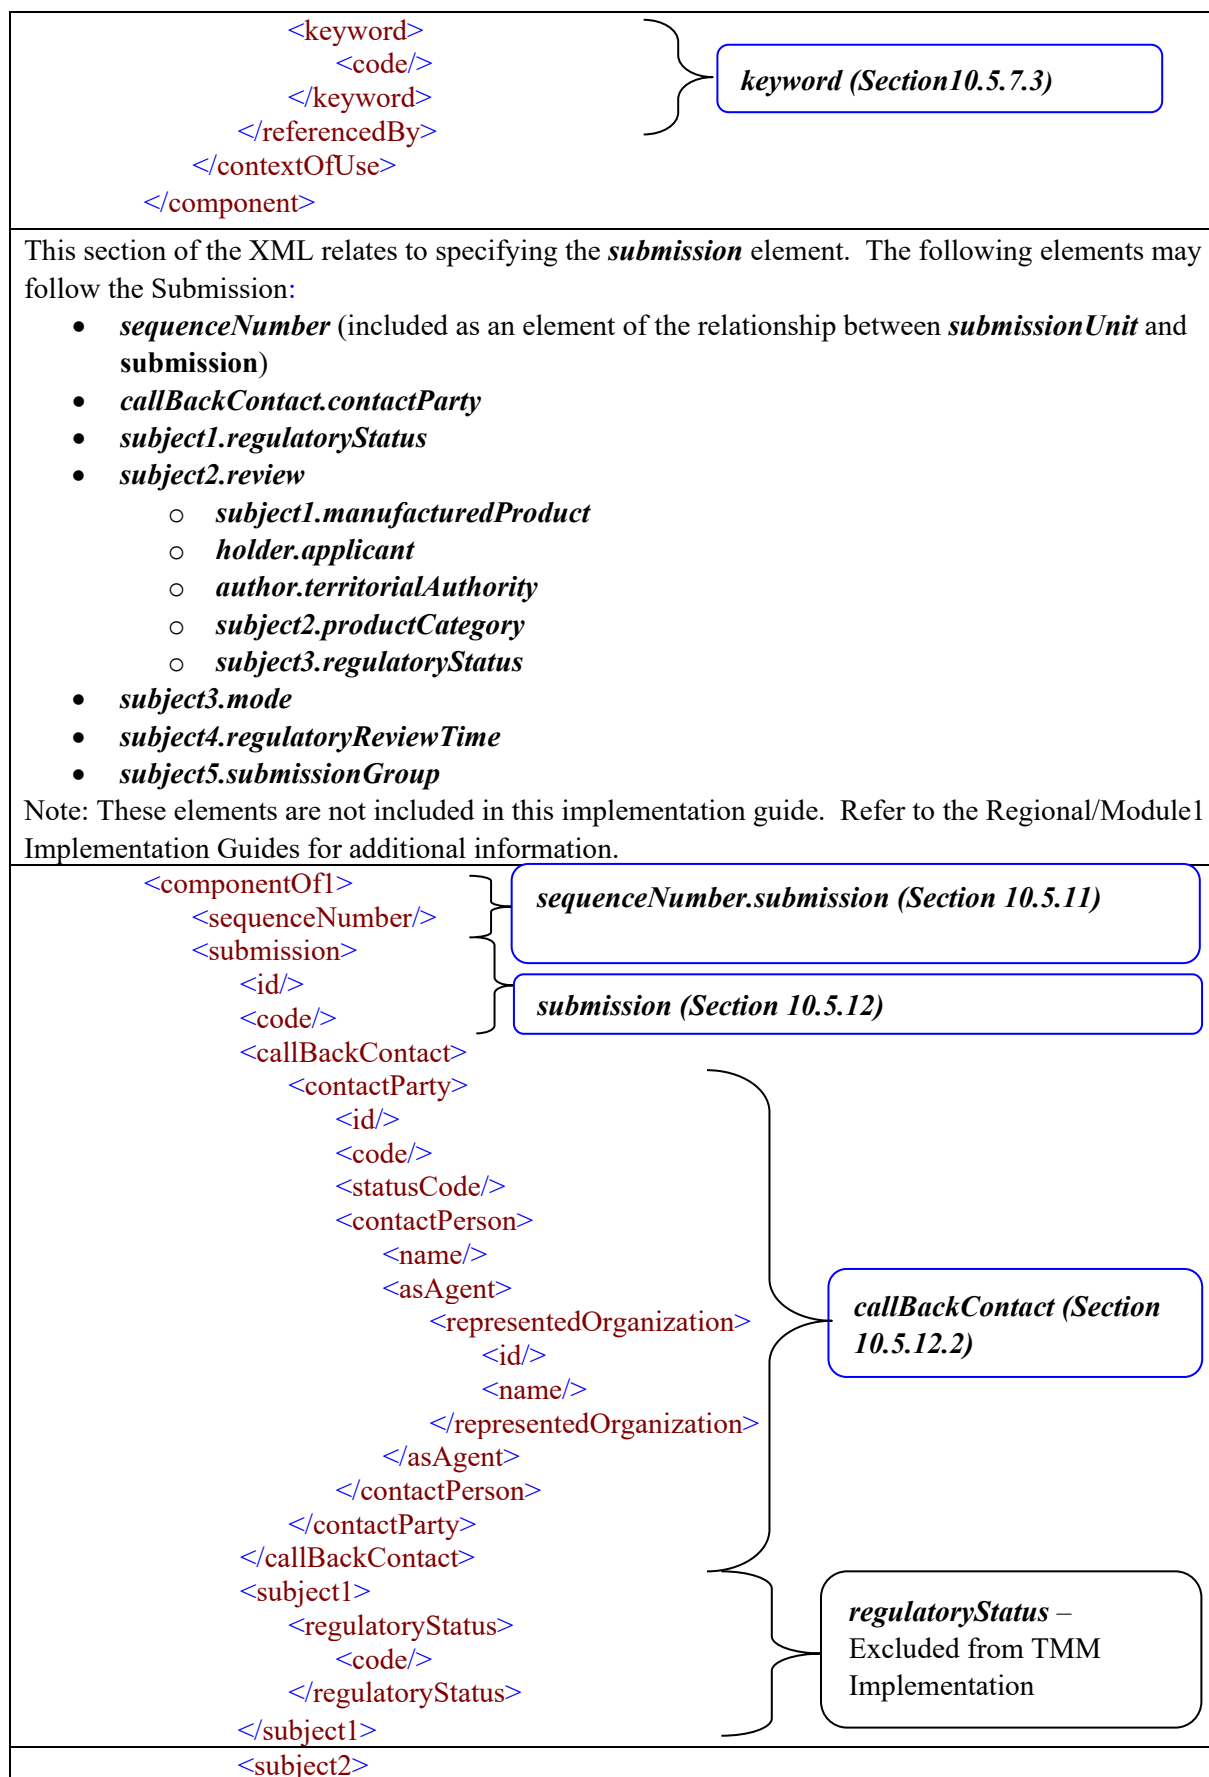 <keyword>
<code/>
</keyword>
</referencedBy>
</contextOfUse>
</component>
keyword (Section10.5.7.3)
This section of the XML relates to specifying the submission element.  The following elements may
follow the Submission:
• sequenceNumber (included as an element of the relationship between submissionUnit and
submission)
• callBackContact.contactParty
• subject1.regulatoryStatus
• subject2.review
o subject1.manufacturedProduct
o holder.applicant
o author.territorialAuthority
o subject2.productCategory
o subject3.regulatoryStatus
• subject3.mode
• subject4.regulatoryReviewTime
• subject5.submissionGroup
Note: These elements are not included in this implementation guide.  Refer to the Regional/Module1
Implementation Guides for additional information.
<componentOf1>
<sequenceNumber/>
sequenceNumber.submission (Section 10.5.11)
<submission>
<id/>
<code/>
submission (Section 10.5.12)
<callBackContact>
<contactParty>
<id/>
<code/>
<statusCode/>
<contactPerson>
<name/>
<asAgent>
<representedOrganization>
<id/>
<name/>
</representedOrganization>
</asAgent>
</contactPerson>
</contactParty>
</callBackContact>
callBackContact (Section
10.5.12.2)
<subject1>
<regulatoryStatus>
<code/>
</regulatoryStatus>
</subject1>
regulatoryStatus –
Excluded from TMM
Implementation
<subject2>